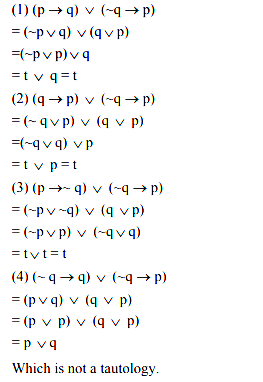 (1) (p → q) ∨ (~q → p)
= (~p ∨ q) ∨ (q ∨ p)
=(~p ∨ p) ∨ q
= t ∨ q = t
(2) (q → p) ∨ (~q → p)
= (~ q ∨ p) ∨ (q ∨ p)
=(~q ∨ q) ∨ p
= t ∨ p = t
(3) (p →~ q) ∨ (~q → p)
= (~p ∨ ~q) ∨ (q ∨ p)
= (~p ∨ p) ∨ (~q ∨ q)
= t ∨ t = t
(4) (~ q → q) ∨ (~q → p)
= (p ∨ q) ∨ (q ∨ p)
= (p ∨ p) ∨ (q ∨ p)
= p ∨ q
Which is not a tautology.